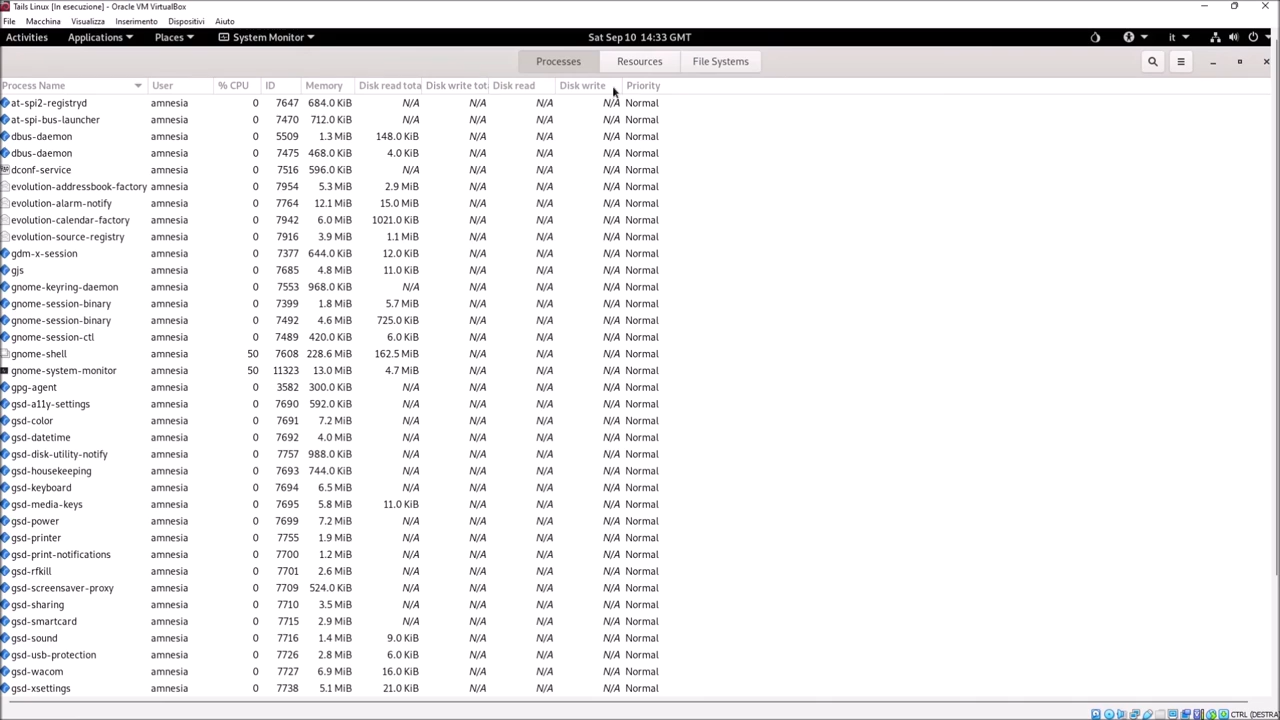 Tails Linux [In esecuzione] - Oracle VM VirtualBox
File Macchina Visualizza Inserimento Dispositivi Aiuto
Activities Applications Places System Monitor Sat Sep 10 14:33 GMT it
Processes Resources File Systems
Process Name User % CPU ID Memory Disk read tota Disk write tot Disk read Disk write Priority
at-spi2-registryd amnesia 0 7647 684.0 KiB N/A N/A N/A N/A Normal
at-spi-bus-launcher amnesia 0 7470 712.0 KiB N/A N/A N/A N/A Normal
dbus-daemon amnesia 0 5509 1.3 MiB 148.0 KiB N/A N/A N/A Normal
dbus-daemon amnesia 0 7475 468.0 KiB 4.0 KiB N/A N/A N/A Normal
dconf-service amnesia 0 7516 596.0 KiB N/A N/A N/A N/A Normal
evolution-addressbook-factory amnesia 0 7954 5.3 MiB 2.9 MiB N/A N/A N/A Normal
evolution-alarm-notify amnesia 0 7764 12.1 MiB 15.0 MiB N/A N/A N/A Normal
evolution-calendar-factory amnesia 0 7942 6.0 MiB 1021.0 KiB N/A N/A N/A Normal
evolution-source-registry amnesia 0 7916 3.9 MiB 1.1 MiB N/A N/A N/A Normal
gdm-x-session amnesia 0 7377 644.0 KiB 12.0 KiB N/A N/A N/A Normal
gjs amnesia 0 7685 4.8 MiB 11.0 KiB N/A N/A N/A Normal
gnome-keyring-daemon amnesia 0 7553 968.0 KiB N/A N/A N/A N/A Normal
gnome-session-binary amnesia 0 7399 1.8 MiB 5.7 MiB N/A N/A N/A Normal
gnome-session-binary amnesia 0 7492 4.6 MiB 725.0 KiB N/A N/A N/A Normal
gnome-session-ctl amnesia 0 7489 420.0 KiB 6.0 KiB N/A N/A N/A Normal
gnome-shell amnesia 50 7608 228.6 MiB 162.5 MiB N/A N/A N/A Normal
gnome-system-monitor amnesia 50 11323 13.0 MiB 4.7 MiB N/A N/A N/A Normal
gpg-agent amnesia 0 3582 300.0 KiB N/A N/A N/A N/A Normal
gsd-a11y-settings amnesia 0 7690 592.0 KiB N/A N/A N/A N/A Normal
gsd-color amnesia 0 7691 7.2 MiB N/A N/A N/A N/A Normal
gsd-datetime amnesia 0 7692 4.0 MiB N/A N/A N/A N/A Normal
gsd-disk-utility-notify amnesia 0 7757 988.0 KiB N/A N/A N/A N/A Normal
gsd-housekeeping amnesia 0 7693 744.0 KiB N/A N/A N/A N/A Normal
gsd-keyboard amnesia 0 7694 6.5 MiB N/A N/A N/A N/A Normal
gsd-media-keys amnesia 0 7695 5.8 MiB 11.0 KiB N/A N/A N/A Normal
gsd-power amnesia 0 7699 7.2 MiB N/A N/A N/A N/A Normal
gsd-printer amnesia 0 7755 1.9 MiB N/A N/A N/A N/A Normal
gsd-print-notifications amnesia 0 7700 1.2 MiB N/A N/A N/A N/A Normal
gsd-rfkill amnesia 0 7701 2.6 MiB N/A N/A N/A N/A Normal
gsd-screensaver-proxy amnesia 0 7709 524.0 KiB N/A N/A N/A N/A Normal
gsd-sharing amnesia 0 7710 3.5 MiB N/A N/A N/A N/A Normal
gsd-smartcard amnesia 0 7715 2.9 MiB N/A N/A N/A N/A Normal
gsd-sound amnesia 0 7716 1.4 MiB 9.0 KiB N/A N/A N/A Normal
gsd-usb-protection amnesia 0 7726 2.8 MiB 6.0 KiB N/A N/A N/A Normal
gsd-wacom amnesia 0 7727 6.9 MiB 16.0 KiB N/A N/A N/A Normal
gsd-xsettings amnesia 0 7738 5.1 MiB 21.0 KiB N/A N/A N/A Normal
CTRL (DESTRA